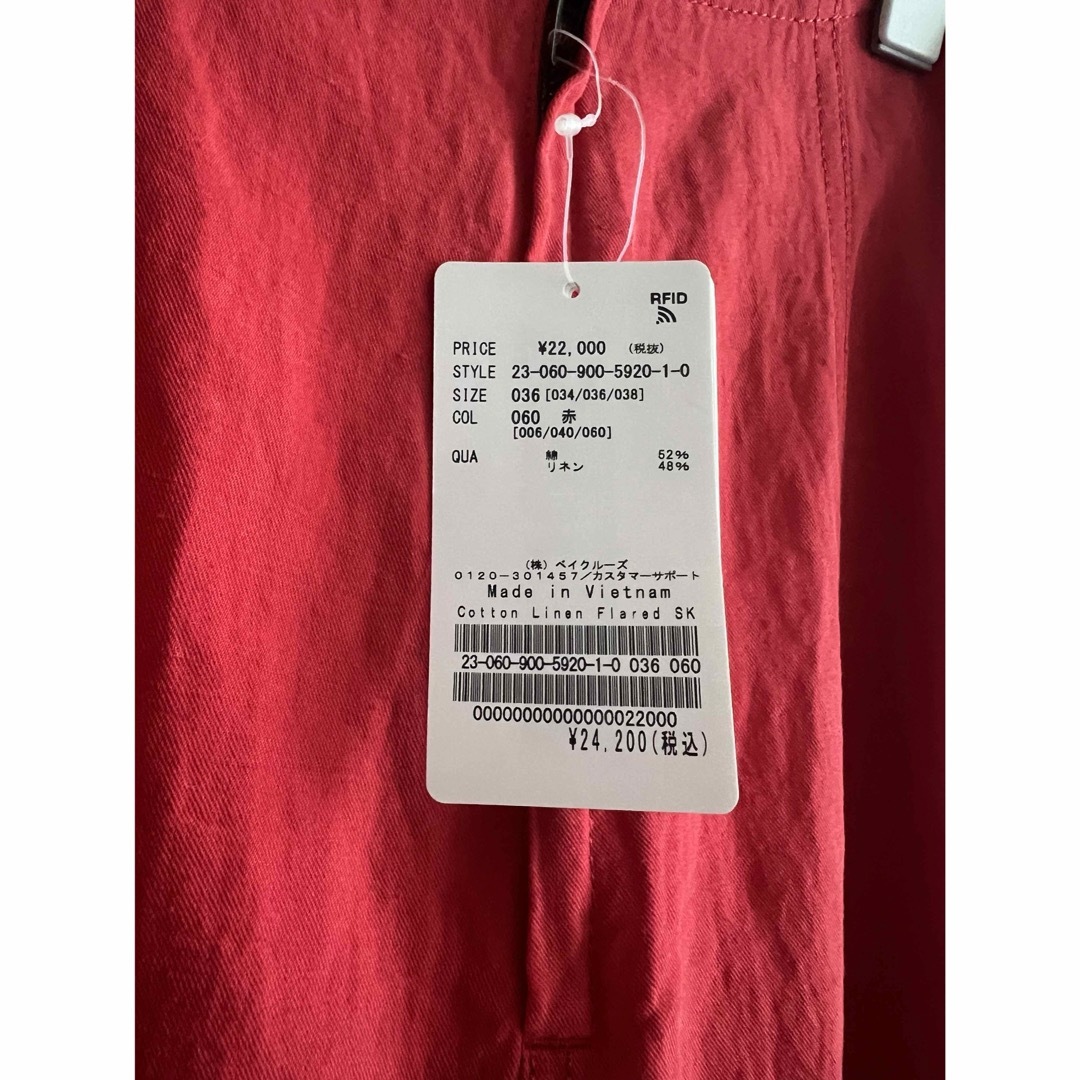 RFID
PRICE ¥22,000 (税抜)
STYLE 23-060-900-5920-1-0
SIZE 036 [034/036/038]
COL 060 赤
[006/040/060]
QUA 綿 52%
リネン 48%
(株) ベイクルーズ
0120-301457/カスタマーサポート
Made in Vietnam
Cotton Linen Flared SK
23-060-900-5920-1-0 036 060
00000000000000022000
¥24,200(税込)